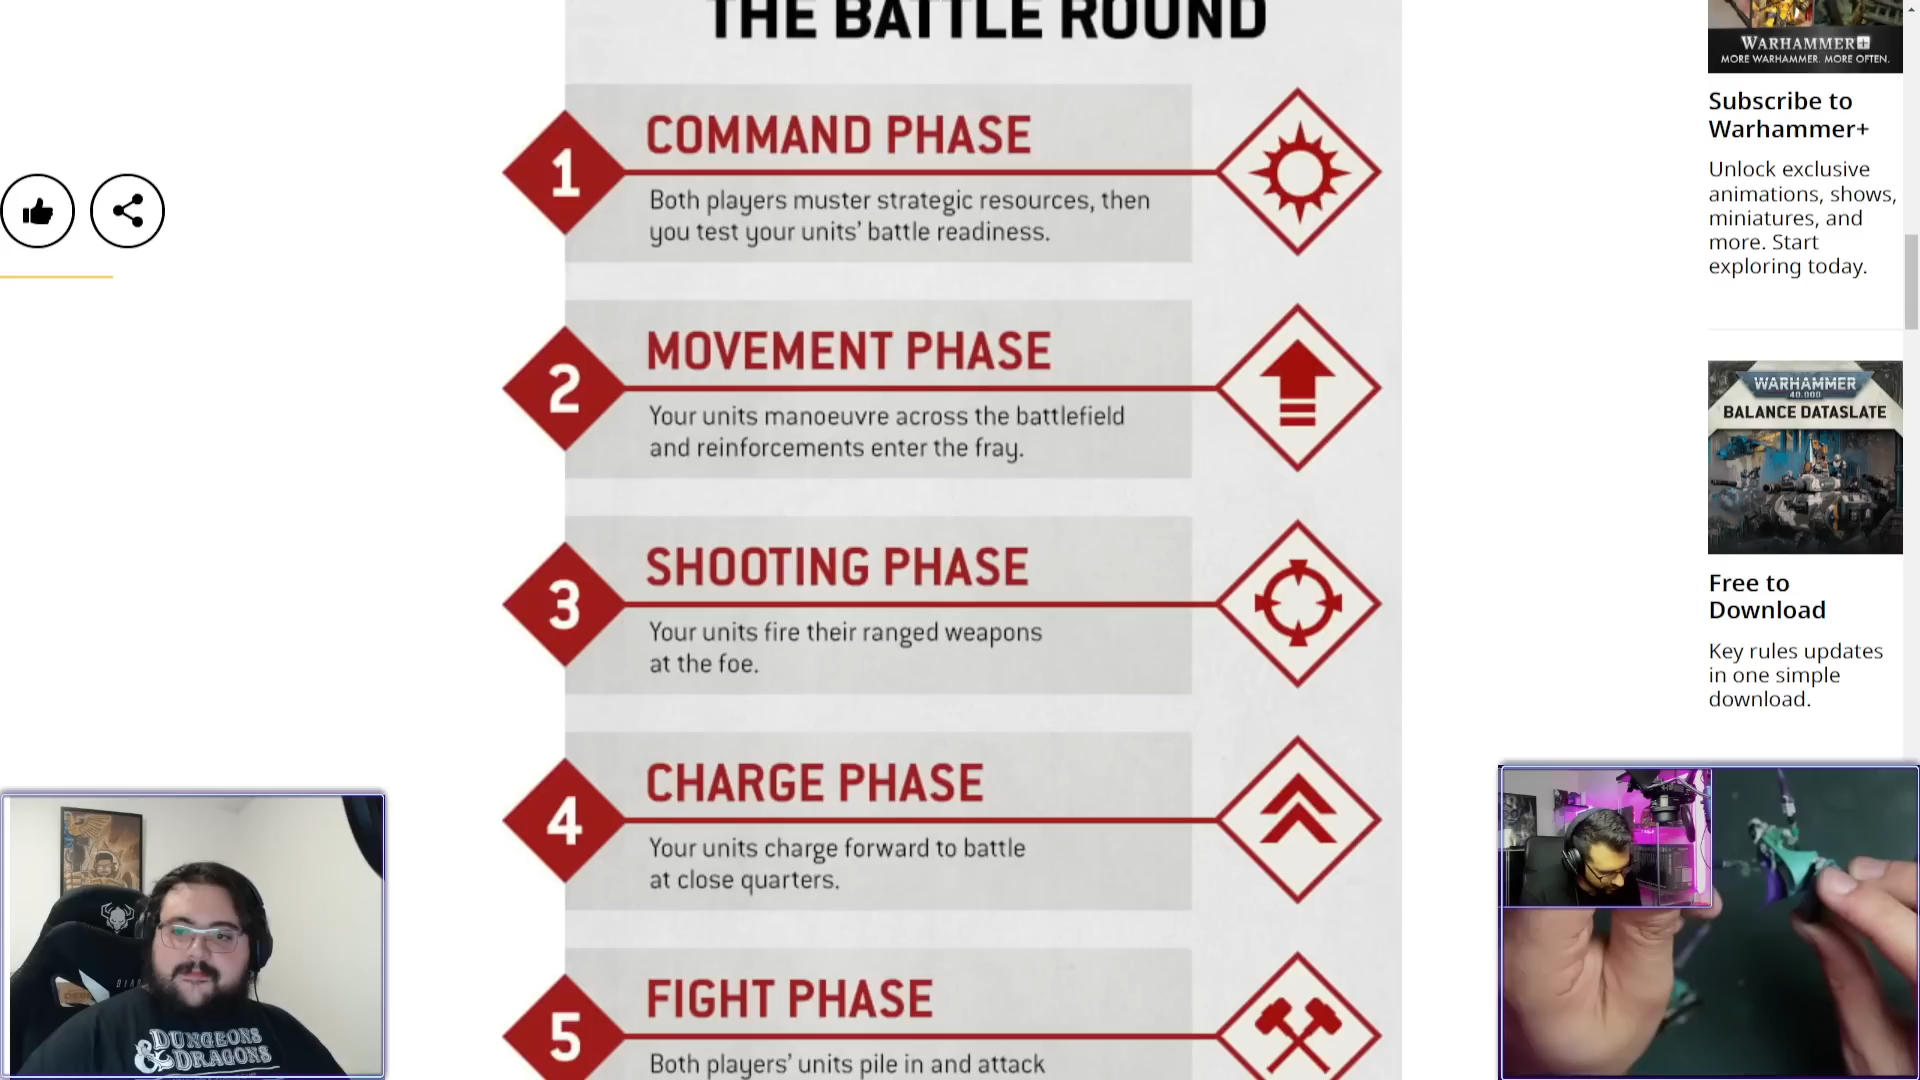 THE BATTLE ROUND
1
COMMAND PHASE
Both players muster strategic resources, then
you test your units' battle readiness.
2
MOVEMENT PHASE
Your units manoeuvre across the battlefield
and reinforcements enter the fray.
3
SHOOTING PHASE
Your units fire their ranged weapons
at the foe.
4
CHARGE PHASE
Your units charge forward to battle
at close quarters.
5
FIGHT PHASE
Both players' units pile in and attack
WARHAMMER+
MORE WARHAMMER. MORE OFTEN.
Subscribe to
Warhammer+
Unlock exclusive
animations, shows,
miniatures, and
more. Start
exploring today.
WARHAMMER
40,000
BALANCE DATASLATE
Free to
Download
Key rules updates
in one simple
download.
DUNGEONS
& DRAGONS